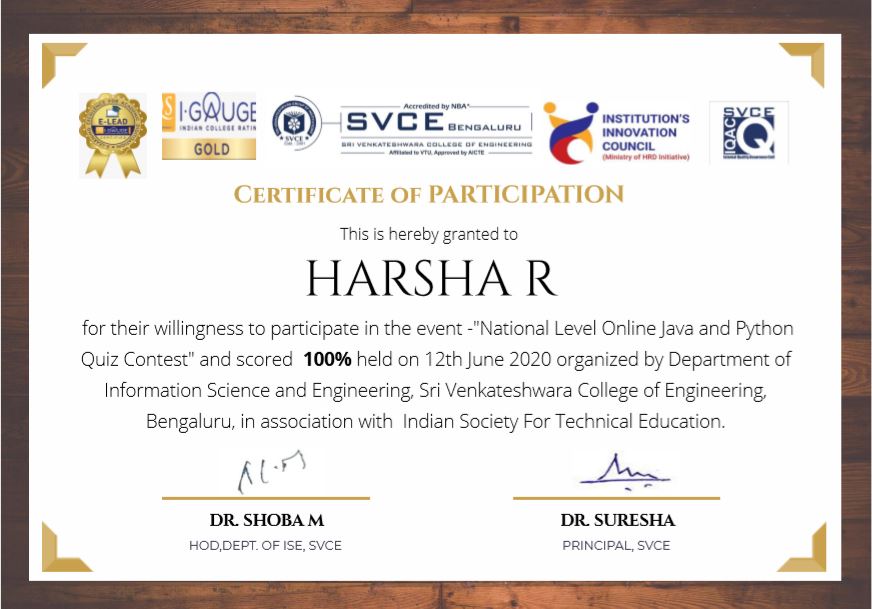 E-LEAD
I·GAUGE
INDIAN COLLEGE RATIN
GOLD
SVCE
Accredited by NBA*
SVCE BENGALURU
SRI VENKATESHWARA COLLEGE OF ENGINEERING
Affiliated to VTU, Approved by AICTE
INSTITUTION'S
INNOVATION
COUNCIL
(Ministry of HRD Initiative)
SVCE
IQAC
CERTIFICATE OF PARTICIPATION
This is hereby granted to
HARSHA R
for their willingness to participate in the event -"National Level Online Java and Python
Quiz Contest" and scored 100% held on 12th June 2020 organized by Department of
Information Science and Engineering, Sri Venkateshwara College of Engineering,
Bengaluru, in association with Indian Society For Technical Education.
DR. SHOBA M
HOD,DEPT. OF ISE, SVCE
DR. SURESHA
PRINCIPAL, SVCE